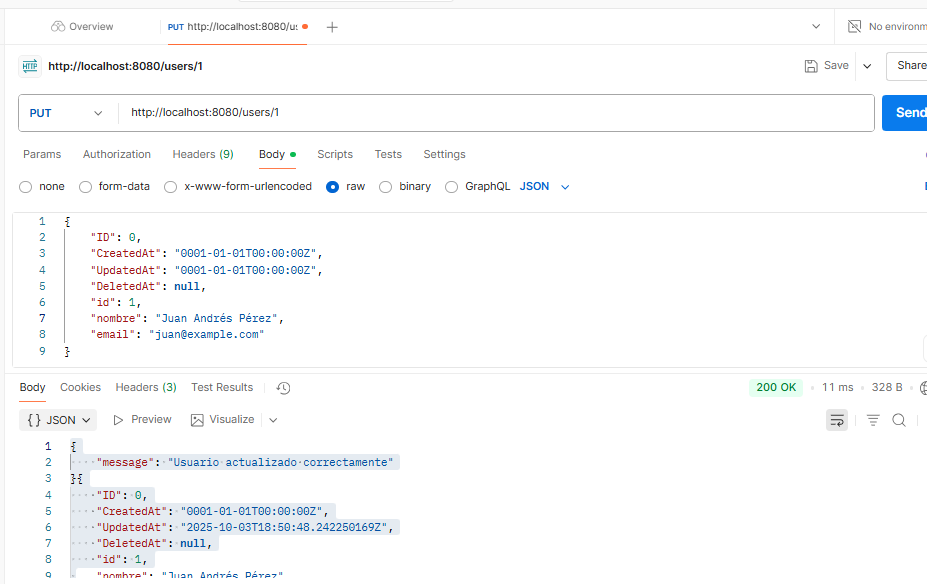 Overview
PUT http://localhost:8080/us
No environm
HTTP http://localhost:8080/users/1
Save
Share
PUT http://localhost:8080/users/1
Send
Params Authorization Headers (9) Body Scripts Tests Settings
none form-data x-www-form-urlencoded raw binary GraphQL JSON
1 {
2 "ID": 0,
3 "CreatedAt": "0001-01-01T00:00:00Z",
4 "UpdatedAt": "0001-01-01T00:00:00Z",
5 "DeletedAt": null,
6 "id": 1,
7 "nombre": "Juan Andrés Pérez",
8 "email": "juan@example.com"
9 }
Body Cookies Headers (3) Test Results
200 OK 11 ms 328 B
{} JSON Preview Visualize
1 {
2 "message": "Usuario actualizado correctamente"
3 }{
4 "ID": 0,
5 "CreatedAt": "0001-01-01T00:00:00Z",
6 "UpdatedAt": "2025-10-03T18:50:48.242250169Z",
7 "DeletedAt": null,
8 "id": 1,
9 "nombre": "Juan Andrés Pérez"